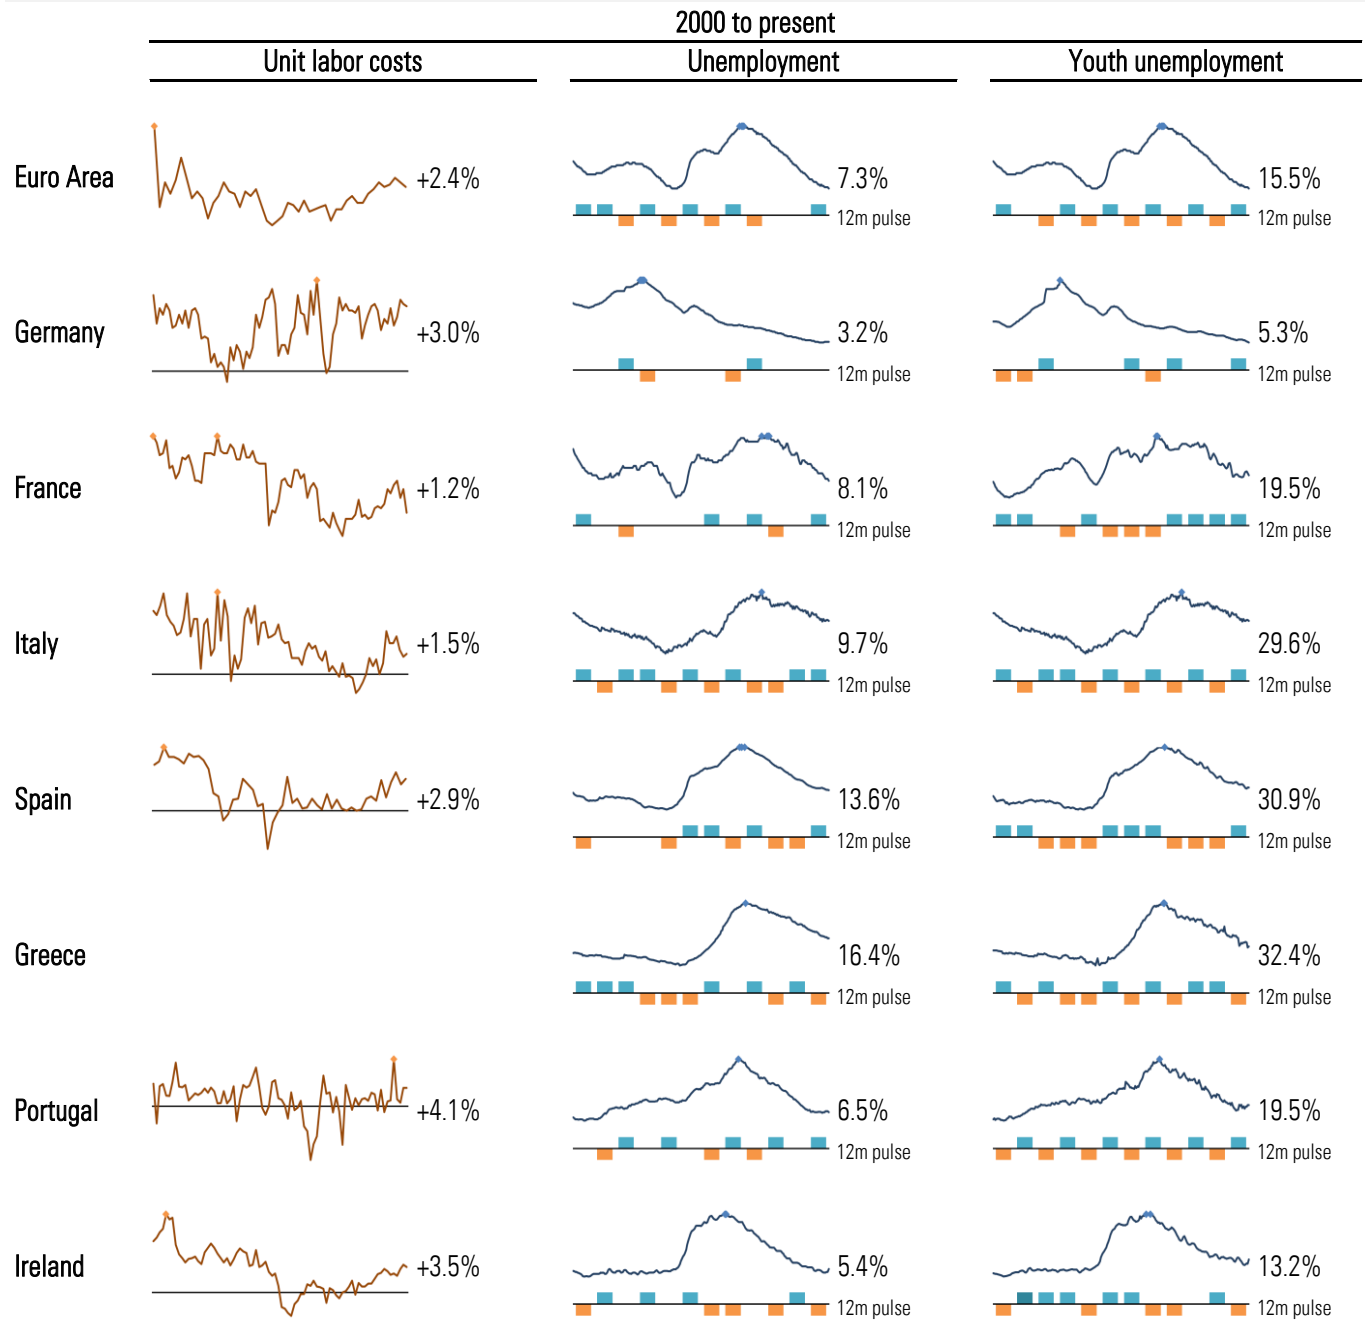 2000 to present
Unit labor costs Unemployment Youth unemployment
Euro Area +2.4% 7.3% 15.5%
12m pulse 12m pulse
Germany +3.0% 3.2% 5.3%
12m pulse 12m pulse
France +1.2% 8.1% 19.5%
12m pulse 12m pulse
Italy +1.5% 9.7% 29.6%
12m pulse 12m pulse
Spain +2.9% 13.6% 30.9%
12m pulse 12m pulse
Greece 16.4% 32.4%
12m pulse 12m pulse
Portugal +4.1% 6.5% 19.5%
12m pulse 12m pulse
Ireland +3.5% 5.4% 13.2%
12m pulse 12m pulse